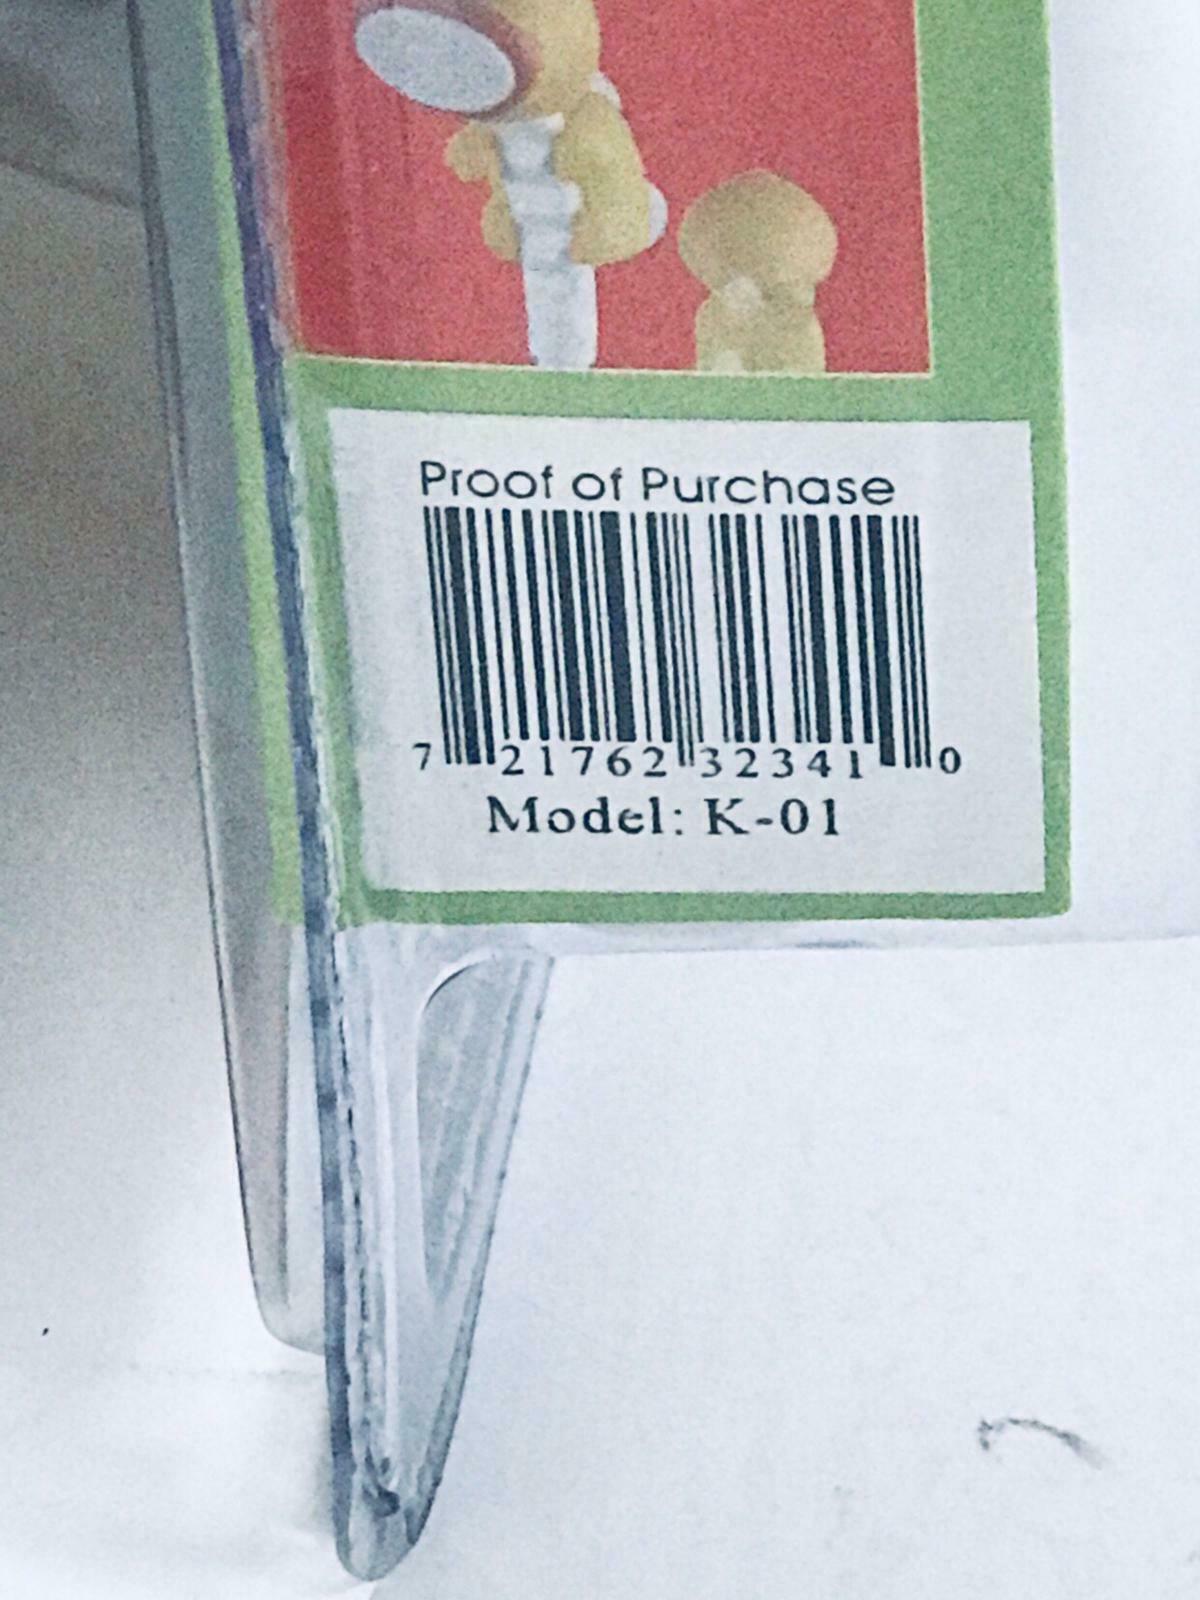 Proof of Purchase
7 21762 32341 0
Model: K-01